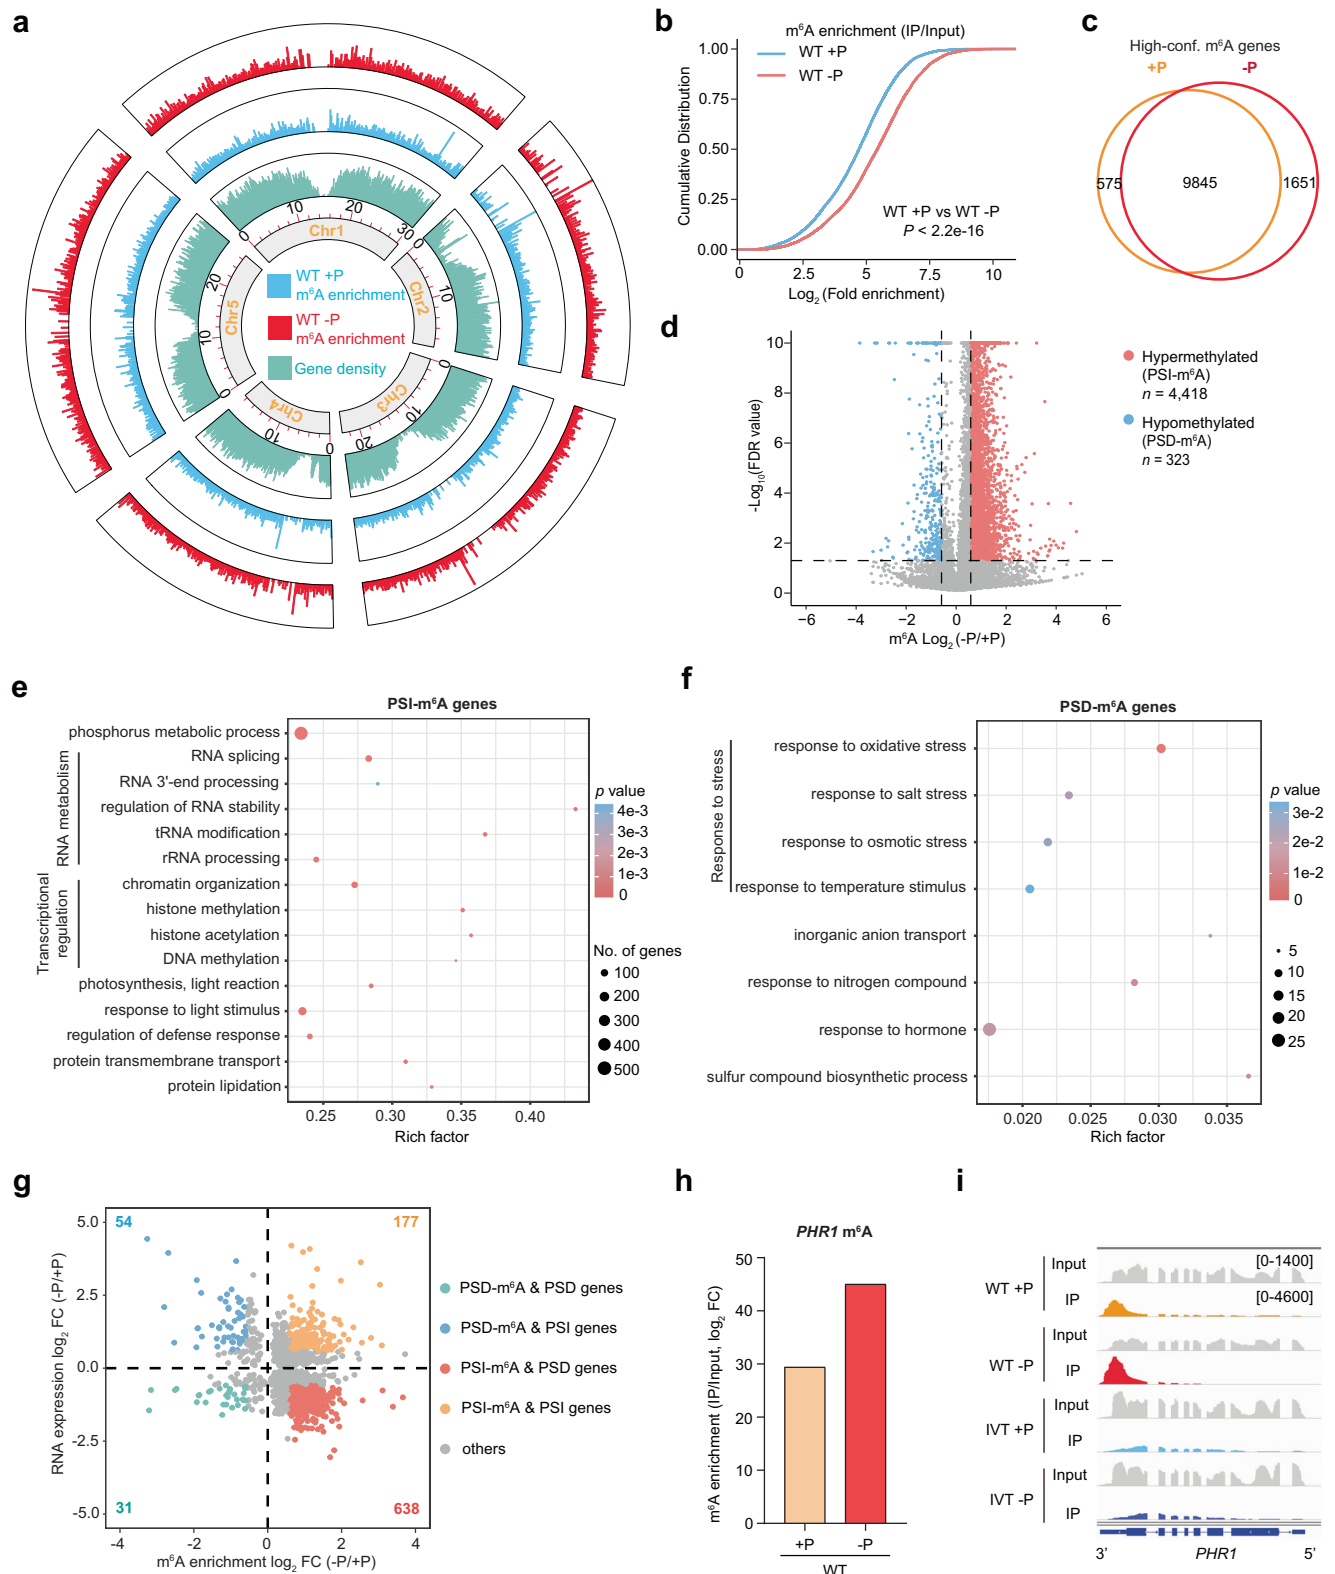 a
10
20
30
Chr1
0
10
Chr2
0
10
20
Chr3
0
10
Chr4
0
10
20
Chr5
0
WT +P
m⁶A enrichment
WT -P
m⁶A enrichment
Gene density
b
m⁶A enrichment (IP/Input)
WT +P
WT -P
Cumulative Distribution
1.00
0.75
0.50
0.25
0.00
WT +P vs WT -P
P < 2.2e-16
0 2.5 5 7.5 10
Log₂ (Fold enrichment)
c
High-conf. m⁶A genes
+P -P
575 9845 1651
d
-Log₁₀(FDR value)
10
8
6
4
2
0
−6 −4 −2 0 2 4 6
m⁶A Log₂ (-P/+P)
Hypermethylated
(PSI-m⁶A)
n = 4,418
Hypomethylated
(PSD-m⁶A)
n = 323
e
PSI-m⁶A genes
phosphorus metabolic process
RNA metabolism
RNA splicing
RNA 3'-end processing
regulation of RNA stability
tRNA modification
rRNA processing
Transcriptional
regulation
chromatin organization
histone methylation
histone acetylation
DNA methylation
photosynthesis, light reaction
response to light stimulus
regulation of defense response
protein transmembrane transport
protein lipidation
0.25 0.30 0.35 0.40
Rich factor
p value
4e-3
3e-3
2e-3
1e-3
0
No. of genes
100
200
300
400
500
f
PSD-m⁶A genes
Response to stress
response to oxidative stress
response to salt stress
response to osmotic stress
response to temperature stimulus
inorganic anion transport
response to nitrogen compound
response to hormone
sulfur compound biosynthetic process
0.020 0.025 0.030 0.035
Rich factor
p value
3e-2
2e-2
1e-2
0
5
10
15
20
25
g
RNA expression log₂ FC (-P/+P)
5.0
2.5
0.0
-2.5
-5.0
54 177
31 638
-4 -2 0 2 4
m⁶A enrichment log₂ FC (-P/+P)
PSD-m⁶A & PSD genes
PSD-m⁶A & PSI genes
PSI-m⁶A & PSD genes
PSI-m⁶A & PSI genes
others
h
PHR1 m⁶A
m⁶A enrichment (IP/Input, log₂ FC)
50
40
30
20
10
0
+P -P
WT
i
WT +P
Input [0-1400]
IP [0-4600]
WT -P
Input
IP
IVT +P
Input
IP
IVT -P
Input
IP
3’ PHR1 5’